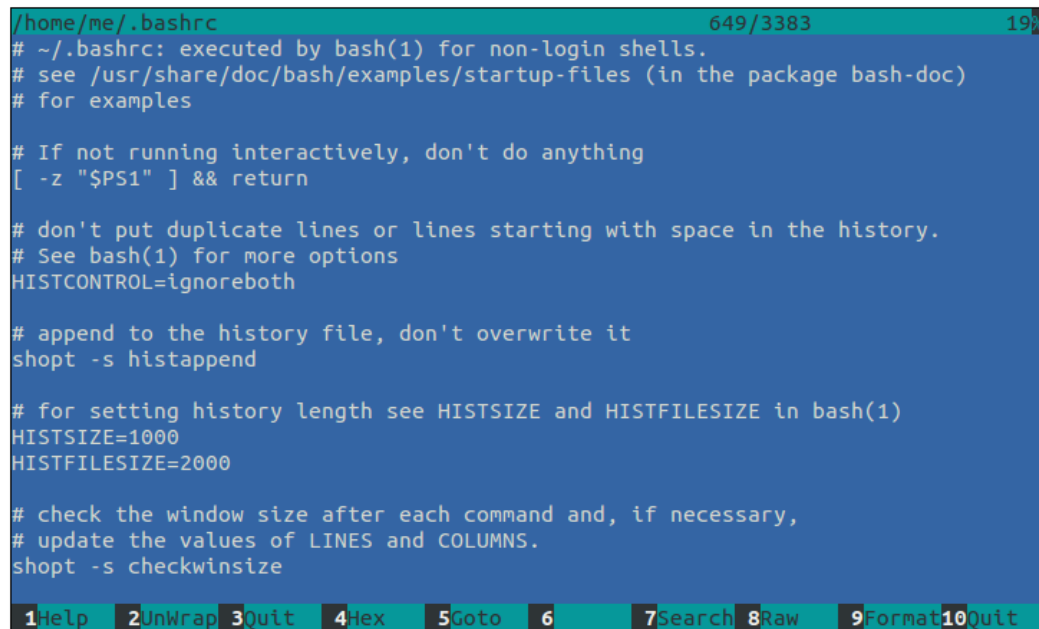 /home/me/.bashrc 649/3383 19%
# ~/.bashrc: executed by bash(1) for non-login shells.
# see /usr/share/doc/bash/examples/startup-files (in the package bash-doc)
# for examples
# If not running interactively, don't do anything
[ -z "$PS1" ] && return
# don't put duplicate lines or lines starting with space in the history.
# See bash(1) for more options
HISTCONTROL=ignoreboth
# append to the history file, don't overwrite it
shopt -s histappend
# for setting history length see HISTSIZE and HISTFILESIZE in bash(1)
HISTSIZE=1000
HISTFILESIZE=2000
# check the window size after each command and, if necessary,
# update the values of LINES and COLUMNS.
shopt -s checkwinsize
1Help 2UnWrap 3Quit 4Hex 5Goto 6 7Search 8Raw 9Format 10Quit